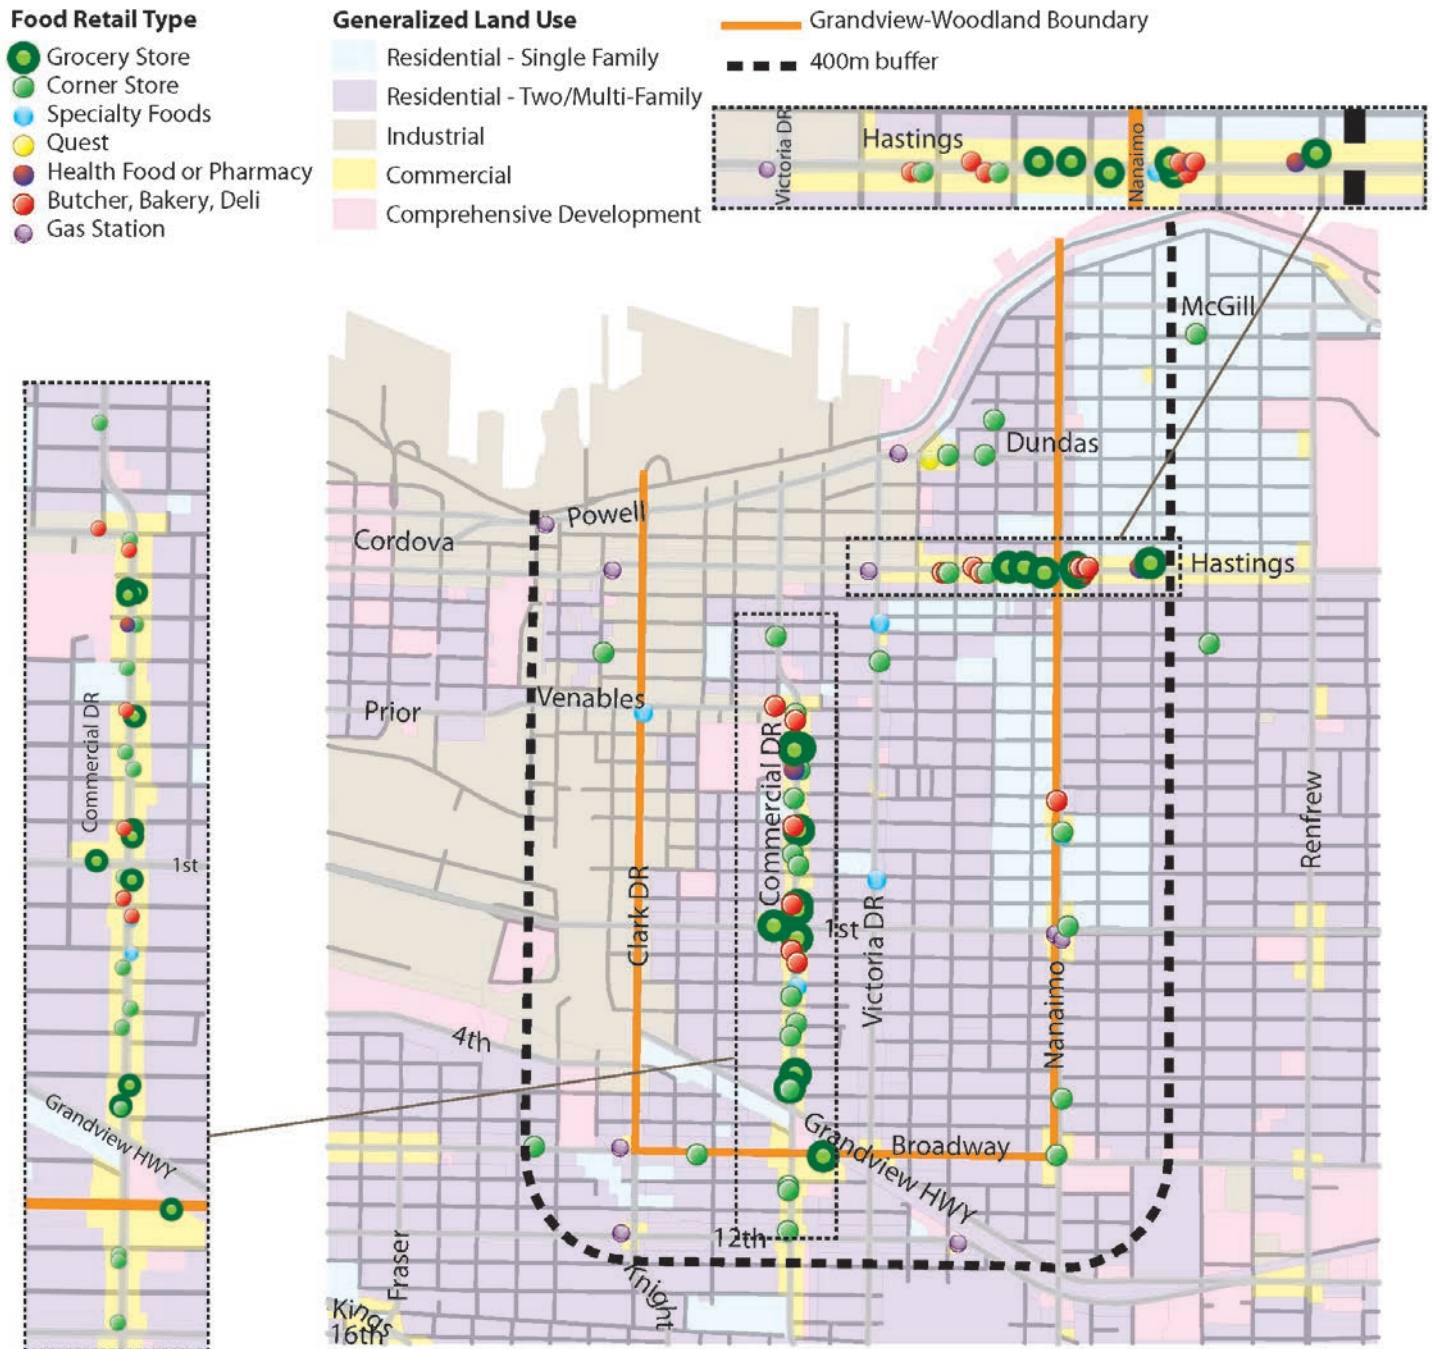 Food Retail Type
Grocery Store
Corner Store
Specialty Foods
Quest
Health Food or Pharmacy
Butcher, Bakery, Deli
Gas Station
Generalized Land Use
Residential - Single Family
Residential - Two/Multi-Family
Industrial
Commercial
Comprehensive Development
Grandview-Woodland Boundary
400m buffer
Victoria DR
Hastings
Nanaimo
McGill
Dundas
Powell
Cordova
Hastings
Venables
Prior
Commercial DR
Commercial DR
Renfrew
1st
1st
Clark DR
Victoria DR
Nanaimo
4th
Grandview HWY
Grandview HWY
Broadway
12th
Fraser
Knight
Kings
16th